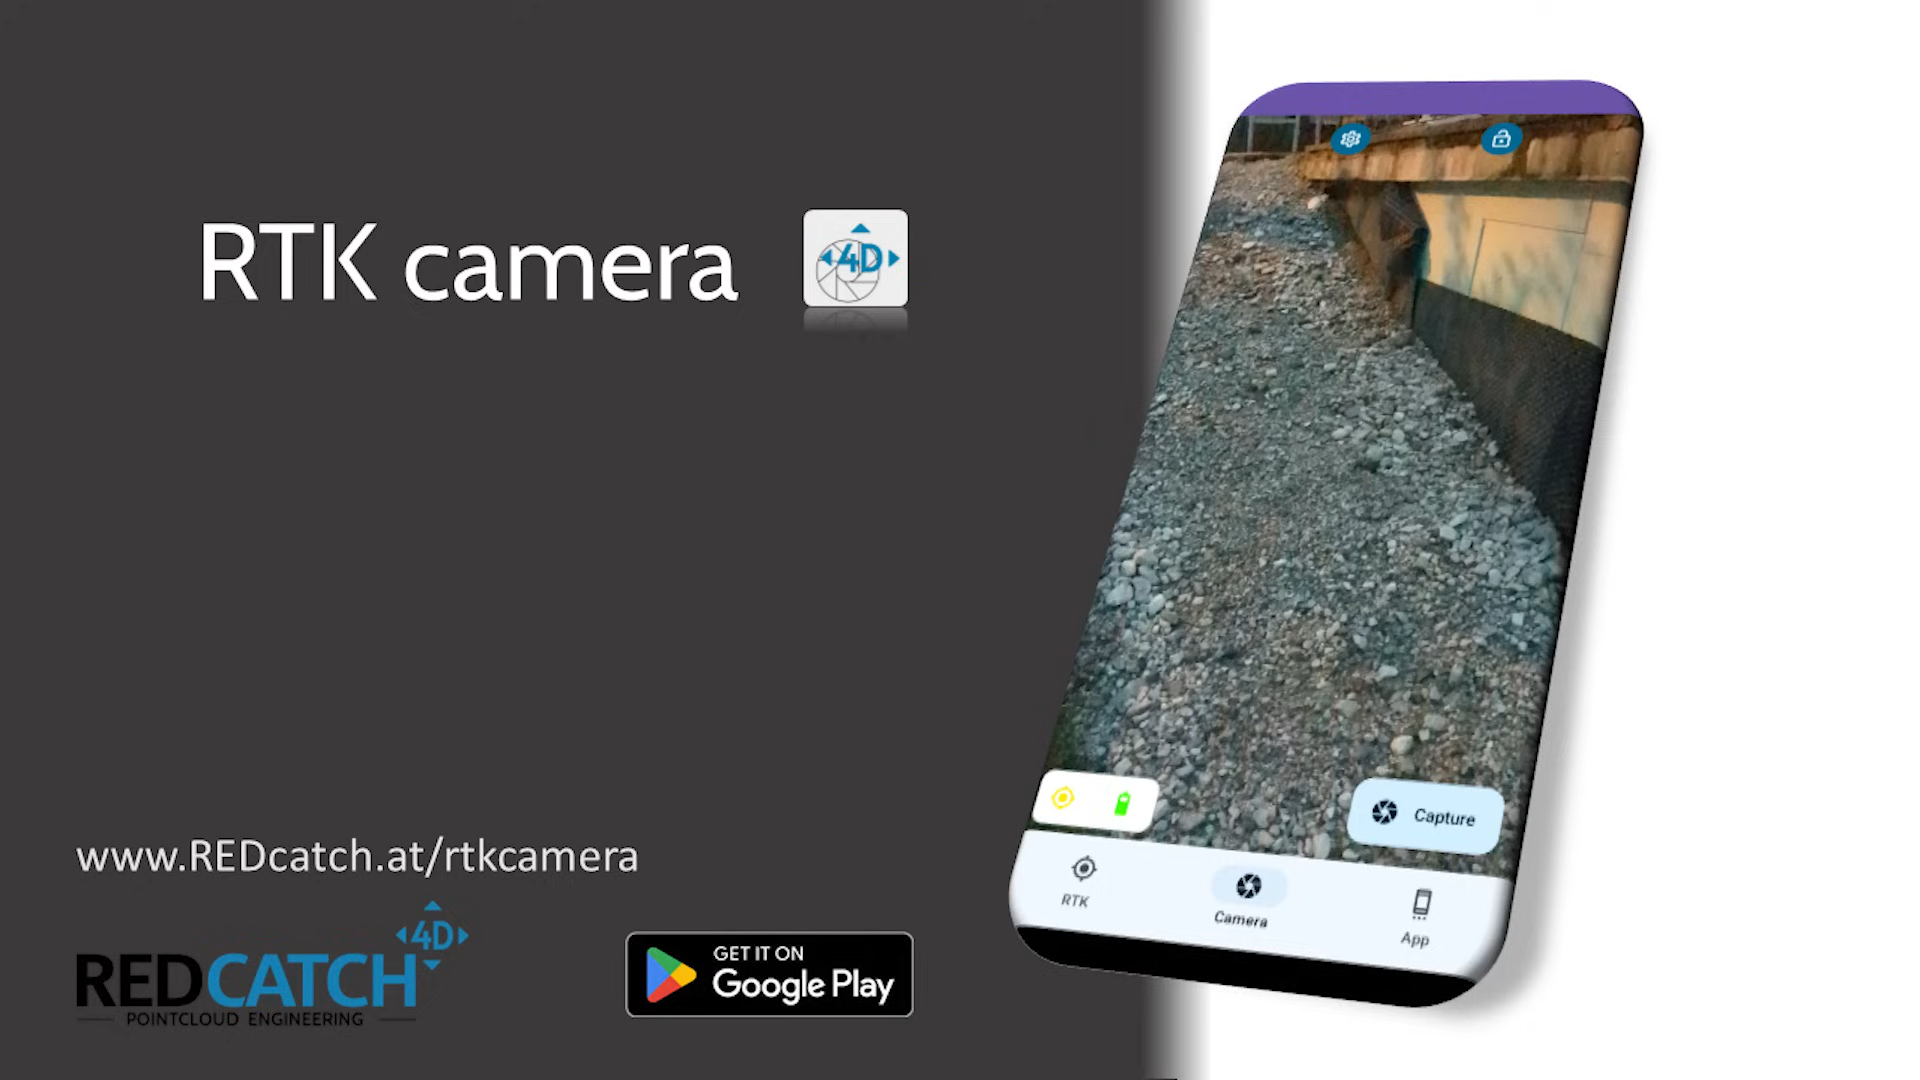 RTK camera
4D
www.REDcatch.at/rtkcamera
4D
REDCATCH
POINTCLOUD ENGINEERING
GET IT ON
Google Play
Capture
RTK
Camera
App